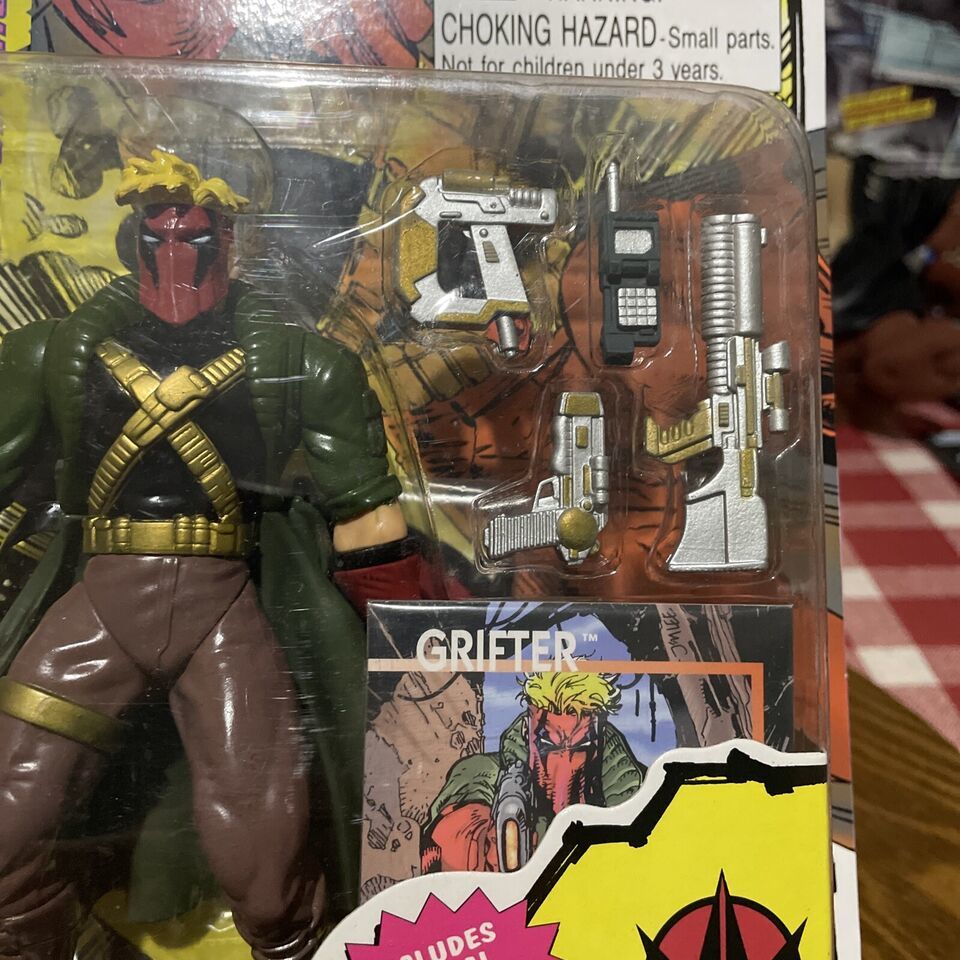 CHOKING HAZARD-Small parts.
Not for children under 3 years.
GRIFTER™